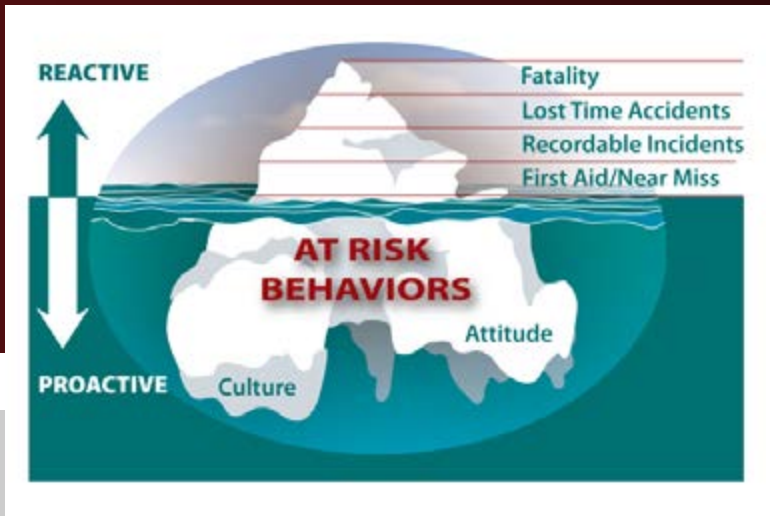 REACTIVE
Fatality
Lost Time Accidents
Recordable Incidents
First Aid/Near Miss
AT RISK
BEHAVIORS
Attitude
PROACTIVE
Culture